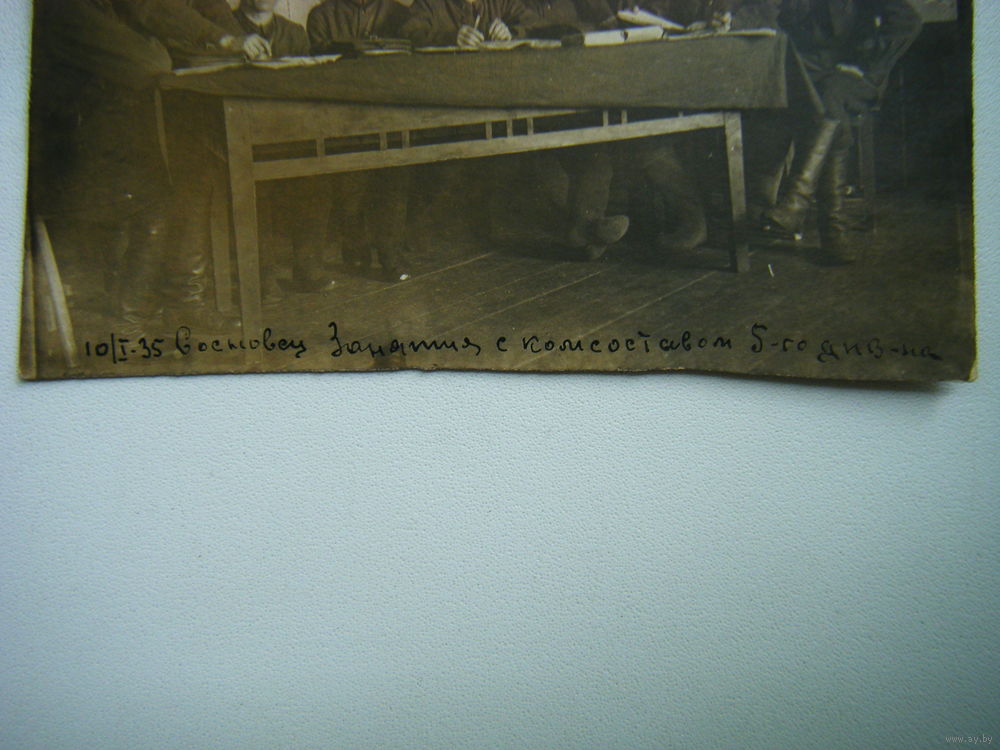 10/I-35 Сосновец Занятия с комсоставом 5-го див-на
www.ay.by